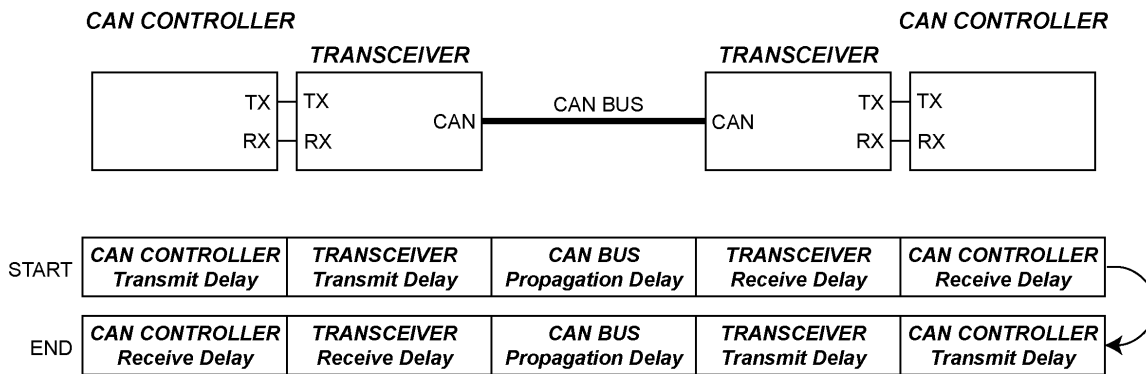 CAN CONTROLLER
CAN CONTROLLER
TRANSCEIVER
TRANSCEIVER
TX
TX
CAN BUS
TX
TX
CAN
CAN
RX
RX
RX
RX
START
CAN CONTROLLER
Transmit Delay
TRANSCEIVER
Transmit Delay
CAN BUS
Propagation Delay
TRANSCEIVER
Receive Delay
CAN CONTROLLER
Receive Delay
END
CAN CONTROLLER
Receive Delay
TRANSCEIVER
Receive Delay
CAN BUS
Propagation Delay
TRANSCEIVER
Transmit Delay
CAN CONTROLLER
Transmit Delay